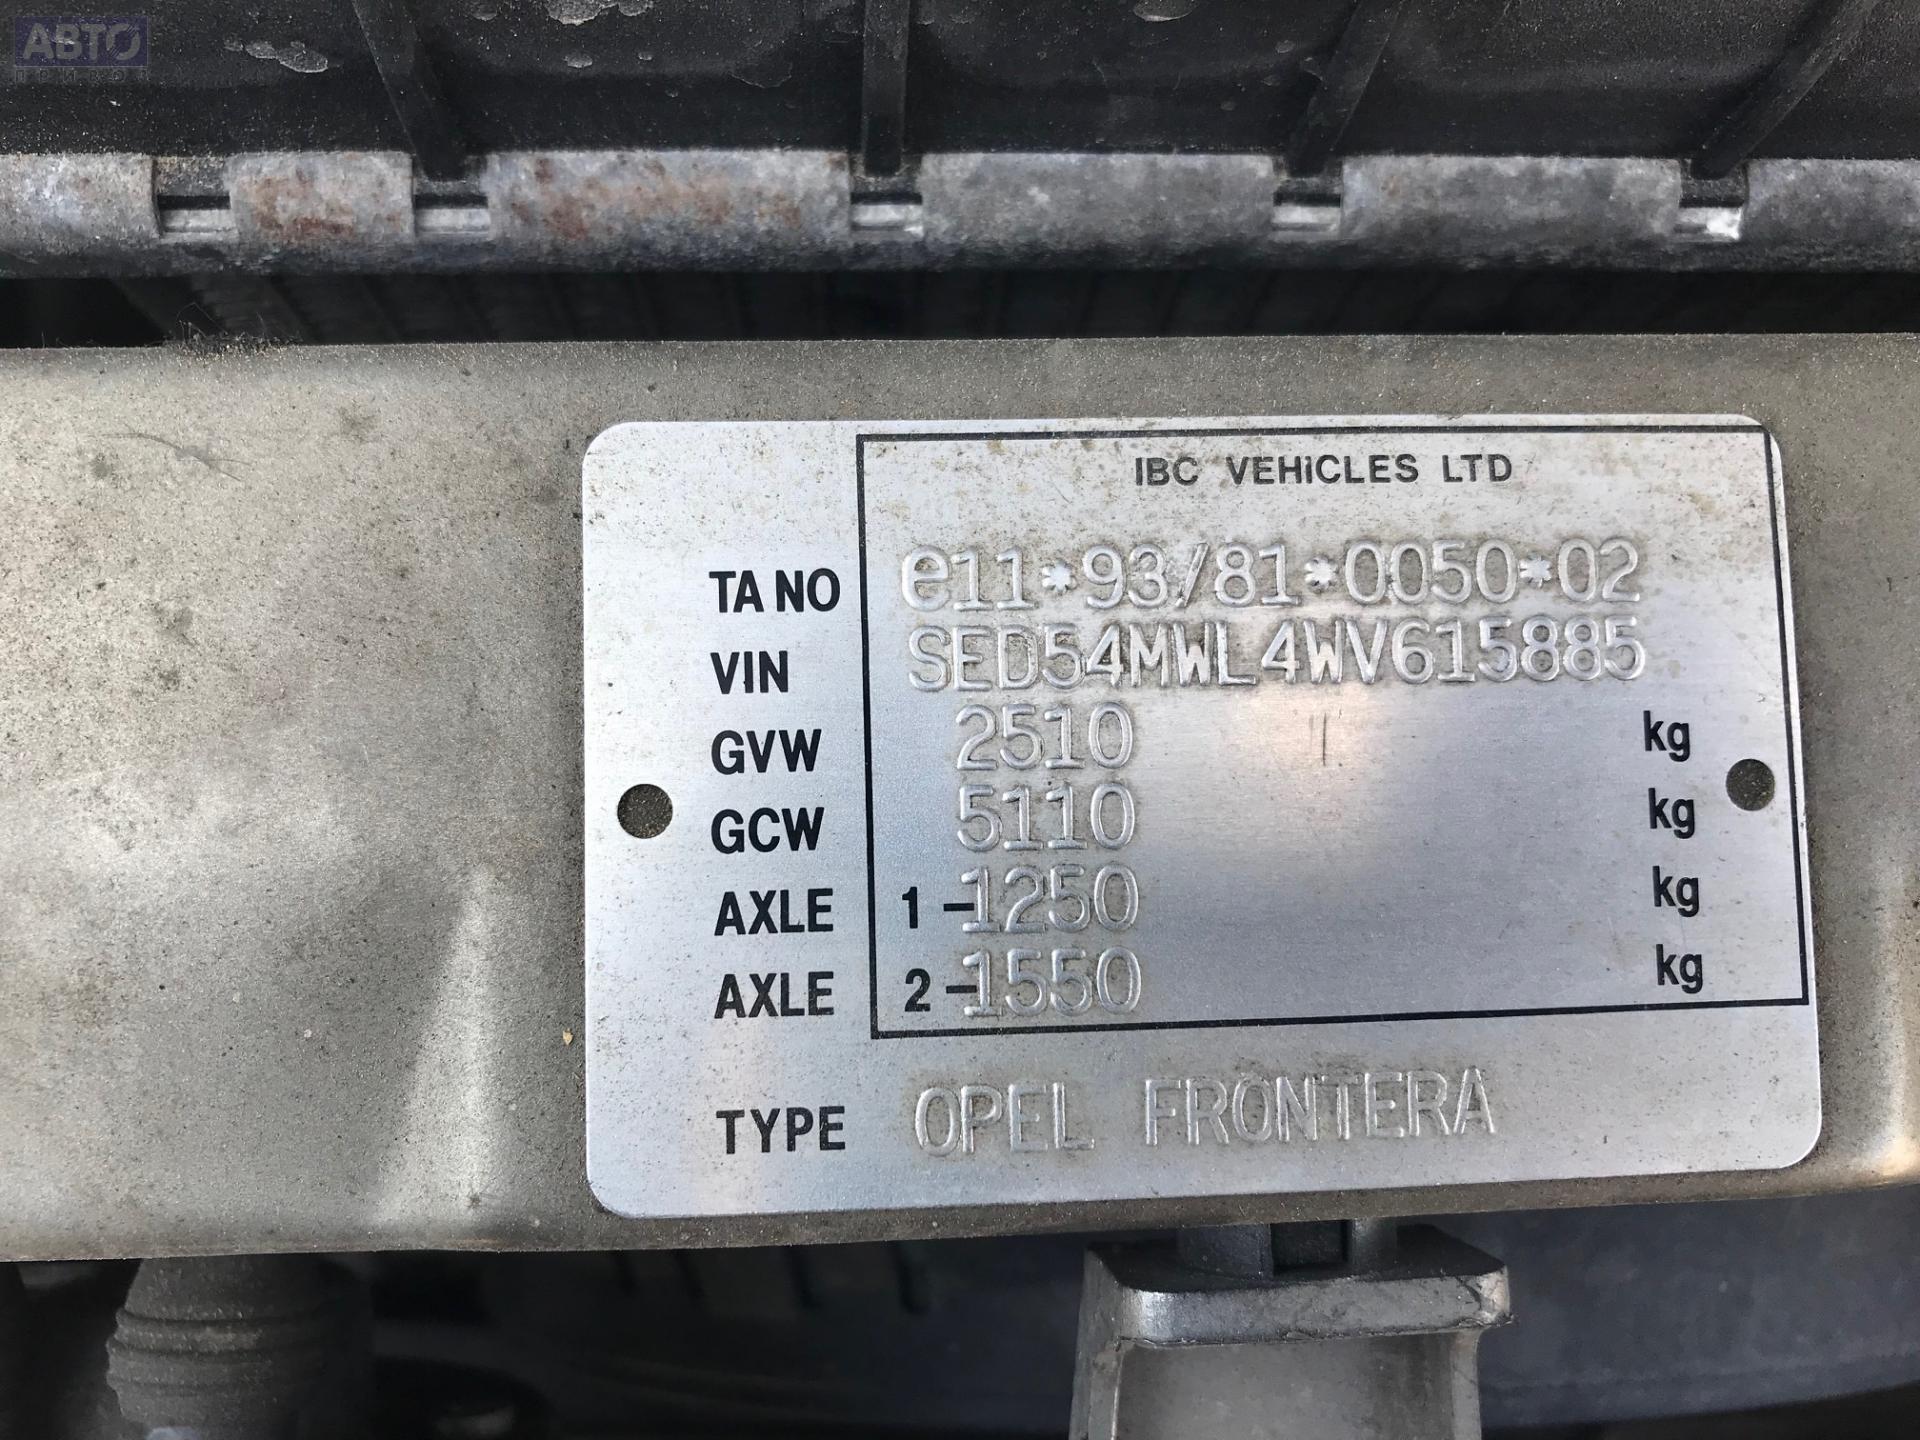 АВТО
ПРИВОЗ
IBC VEHICLES LTD
TA NO e11*93/81*0050*02
VIN SED54MWL4WV615885
GVW 2510 kg
GCW 5110 kg
AXLE 1-1250 kg
AXLE 2-1550 kg
TYPE OPEL FRONTERA